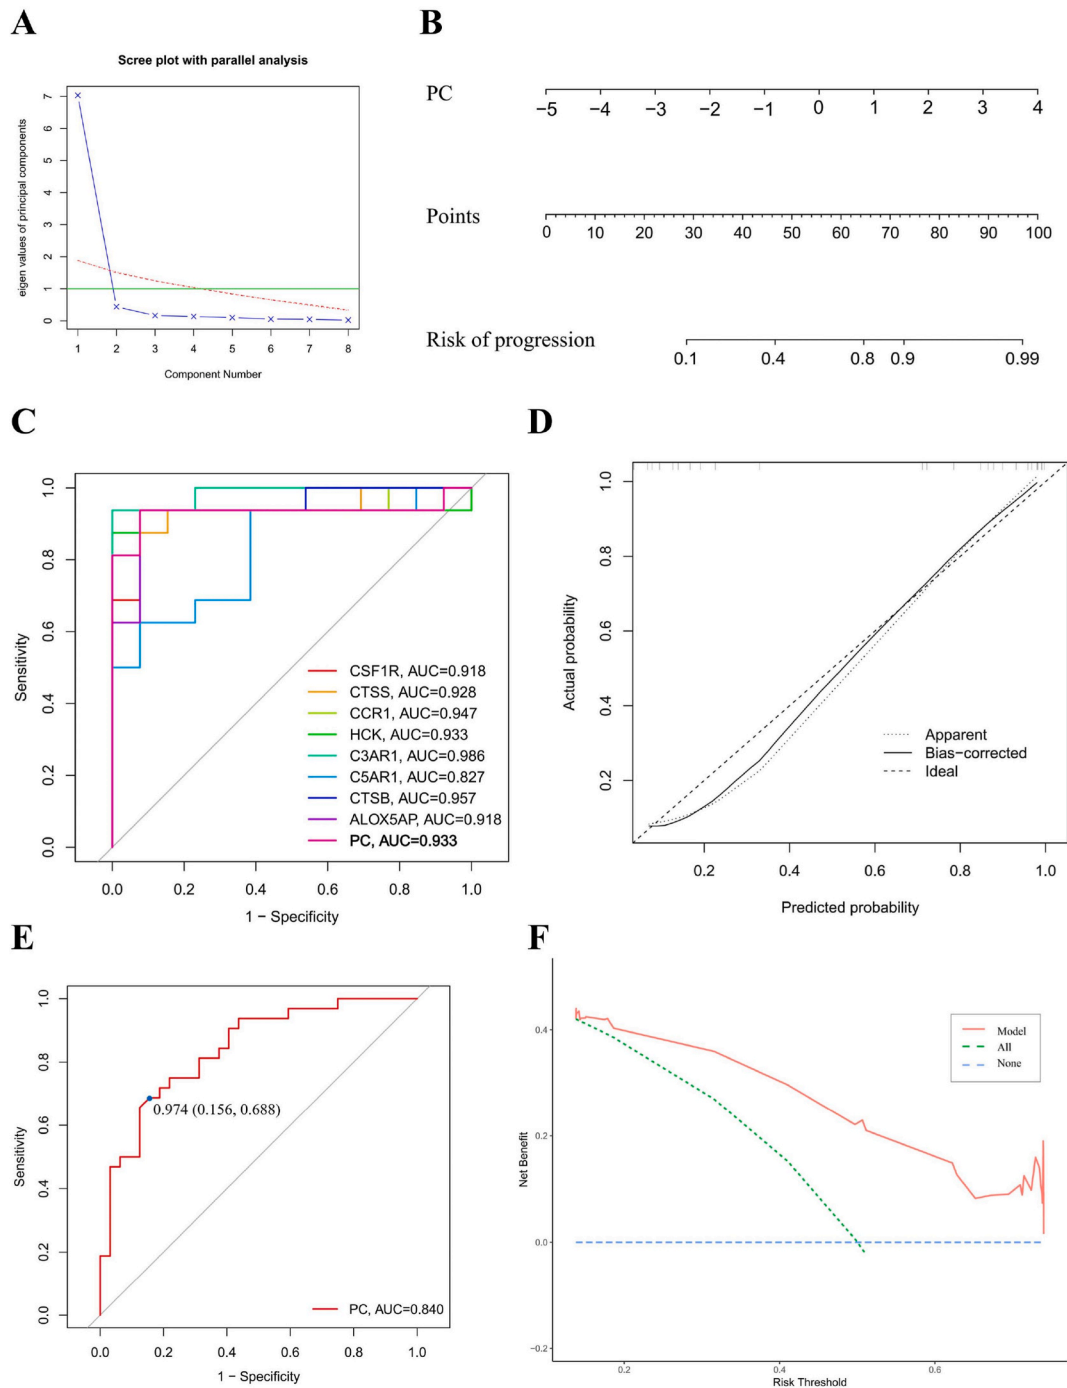 A
Scree plot with parallel analysis
eigen values of principal components
7
6
5
4
3
2
1
0
1 2 3 4 5 6 7 8
Component Number
B
PC
−5 −4 −3 −2 −1 0 1 2 3 4
Points
0 10 20 30 40 50 60 70 80 90 100
Risk of progression
0.1 0.4 0.8 0.9 0.99
C
Sensitivity
1.0
0.8
0.6
0.4
0.2
0.0
CSF1R, AUC=0.918
CTSS, AUC=0.928
CCR1, AUC=0.947
HCK, AUC=0.933
C3AR1, AUC=0.986
C5AR1, AUC=0.827
CTSB, AUC=0.957
ALOX5AP, AUC=0.918
PC, AUC=0.933
0.0 0.2 0.4 0.6 0.8 1.0
1 − Specificity
D
Actual probability
1.0
0.8
0.6
0.4
0.2
Apparent
Bias−corrected
Ideal
0.2 0.4 0.6 0.8 1.0
Predicted probability
E
Sensitivity
1.0
0.8
0.6
0.4
0.2
0.0
0.974 (0.156, 0.688)
PC, AUC=0.840
0.0 0.2 0.4 0.6 0.8 1.0
1 − Specificity
F
Net Benefit
0.4
0.2
0.0
−0.2
Model
All
None
0.2 0.4 0.6
Risk Threshold